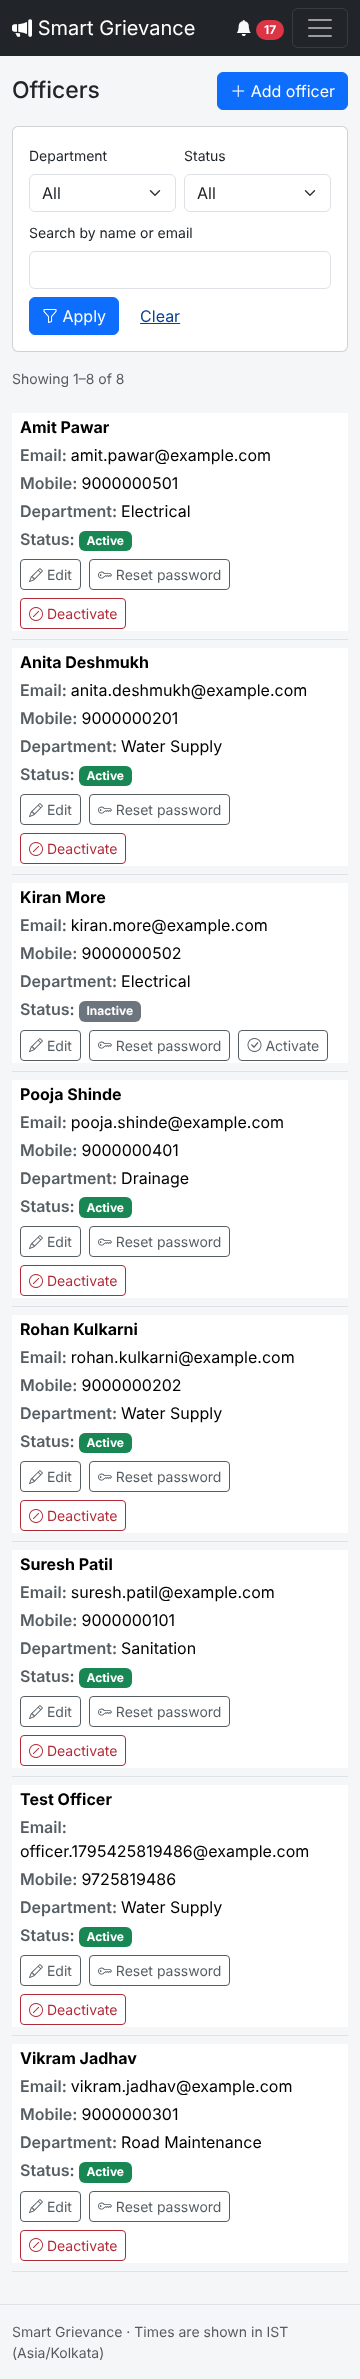 Smart Grievance 17
Officers
+ Add officer
Department Status
All All
Search by name or email
Apply Clear
Showing 1–8 of 8
Amit Pawar
Email: amit.pawar@example.com
Mobile: 9000000501
Department: Electrical
Status: Active
Edit Reset password
Deactivate
Anita Deshmukh
Email: anita.deshmukh@example.com
Mobile: 9000000201
Department: Water Supply
Status: Active
Edit Reset password
Deactivate
Kiran More
Email: kiran.more@example.com
Mobile: 9000000502
Department: Electrical
Status: Inactive
Edit Reset password Activate
Pooja Shinde
Email: pooja.shinde@example.com
Mobile: 9000000401
Department: Drainage
Status: Active
Edit Reset password
Deactivate
Rohan Kulkarni
Email: rohan.kulkarni@example.com
Mobile: 9000000202
Department: Water Supply
Status: Active
Edit Reset password
Deactivate
Suresh Patil
Email: suresh.patil@example.com
Mobile: 9000000101
Department: Sanitation
Status: Active
Edit Reset password
Deactivate
Test Officer
Email:
officer.1795425819486@example.com
Mobile: 9725819486
Department: Water Supply
Status: Active
Edit Reset password
Deactivate
Vikram Jadhav
Email: vikram.jadhav@example.com
Mobile: 9000000301
Department: Road Maintenance
Status: Active
Edit Reset password
Deactivate
Smart Grievance · Times are shown in IST
(Asia/Kolkata)